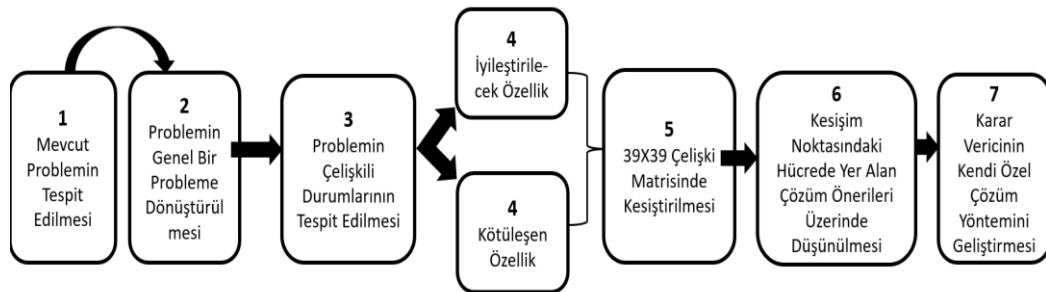 1
Mevcut
Problemin
Tespit
Edilmesi
2
Problemin
Genel Bir
Probleme
Dönüştürül
mesi
3
Problemin
Çelişkili
Durumlarının
Tespit Edilmesi
4
İyileştirile-
cek Özellik
4
Kötüleşen
Özellik
5
39X39 Çelişki
Matrisinde
Kesiştirilmesi
6
Kesişim
Noktasındaki
Hücrede Yer Alan
Çözüm Önerileri
Üzerinde
Düşünülmesi
7
Karar
Vericinin
Kendi Özel
Çözüm
Yöntemini
Geliştirmesi